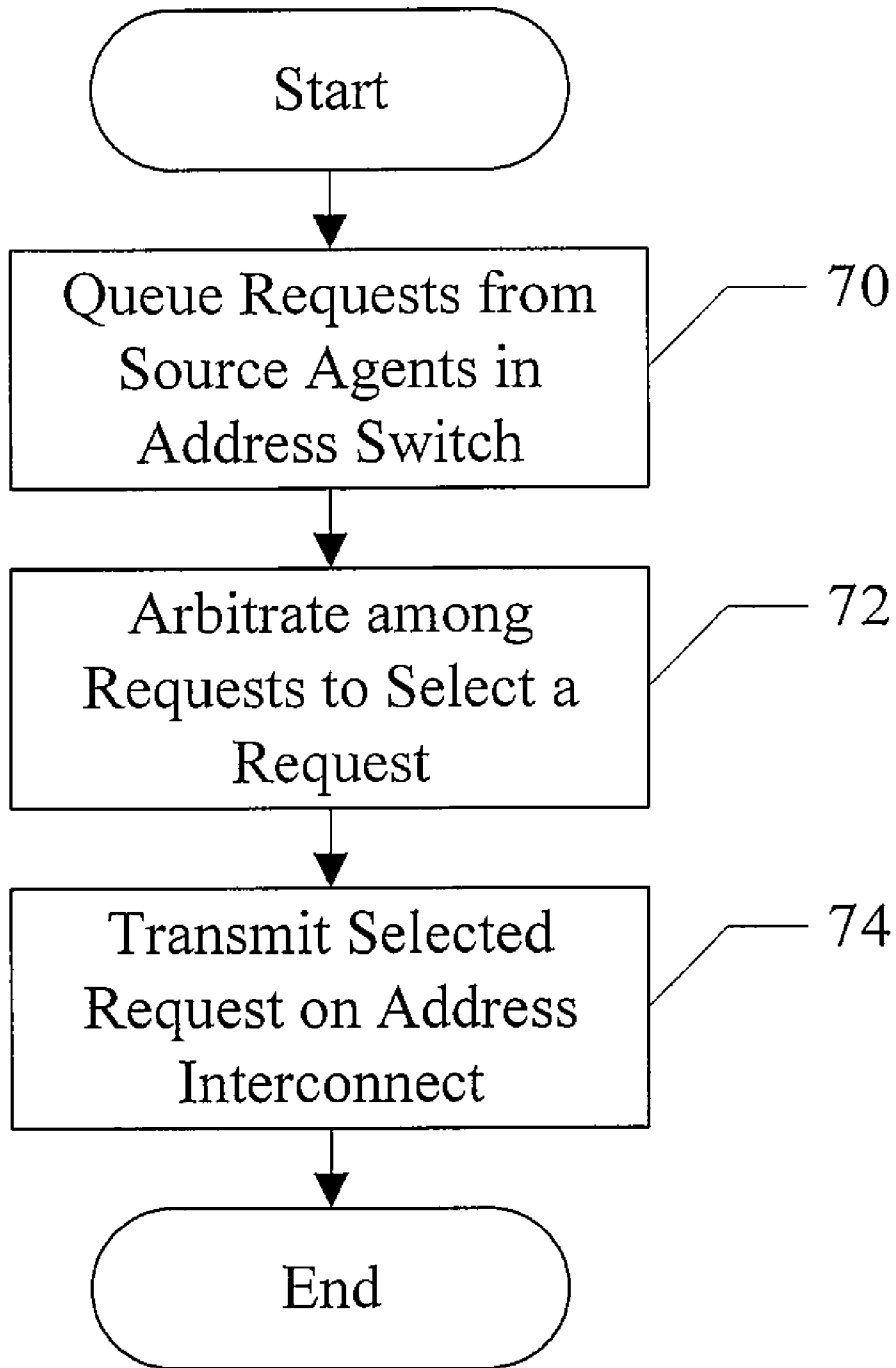 Start
Queue Requests from
Source Agents in
Address Switch
70
Arbitrate among
Requests to Select a
Request
72
Transmit Selected
Request on Address
Interconnect
74
End